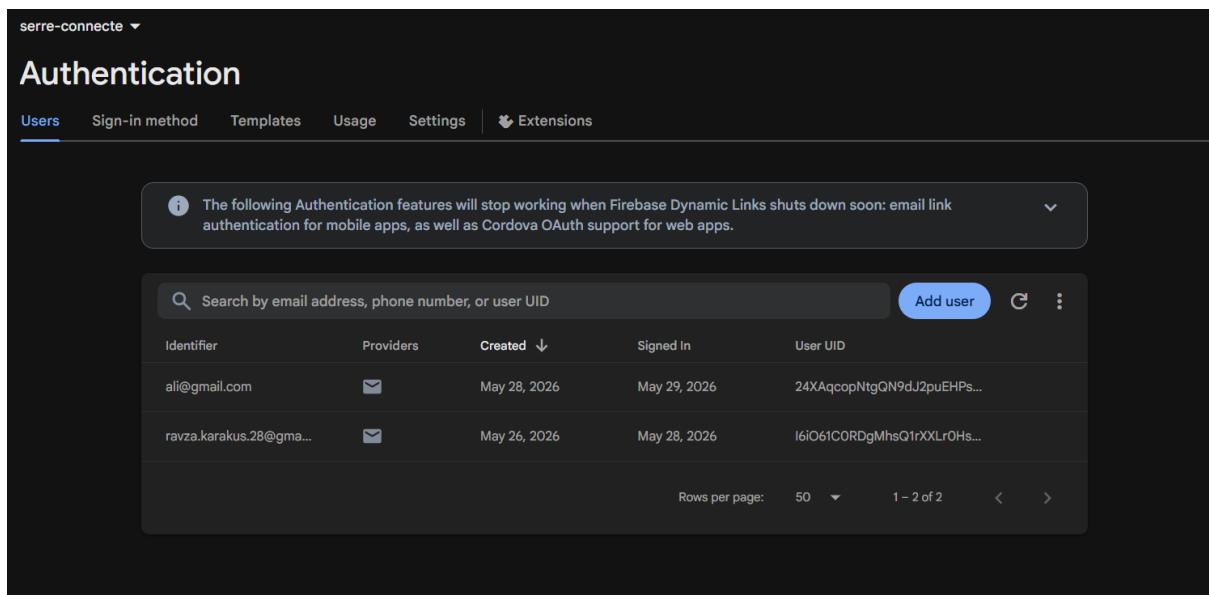 serre-connecte
Authentication
Users Sign-in method Templates Usage Settings Extensions
The following Authentication features will stop working when Firebase Dynamic Links shuts down soon: email link
authentication for mobile apps, as well as Cordova OAuth support for web apps.
Search by email address, phone number, or user UID Add user
Identifier Providers Created Signed In User UID
ali@gmail.com May 28, 2026 May 29, 2026 24XAqcopNtgQN9dJ2puEHPs...
ravza.karakus.28@gma... May 26, 2026 May 28, 2026 I6iO61C0RDgMhsQ1rXXLr0Hs...
Rows per page: 50 1 – 2 of 2